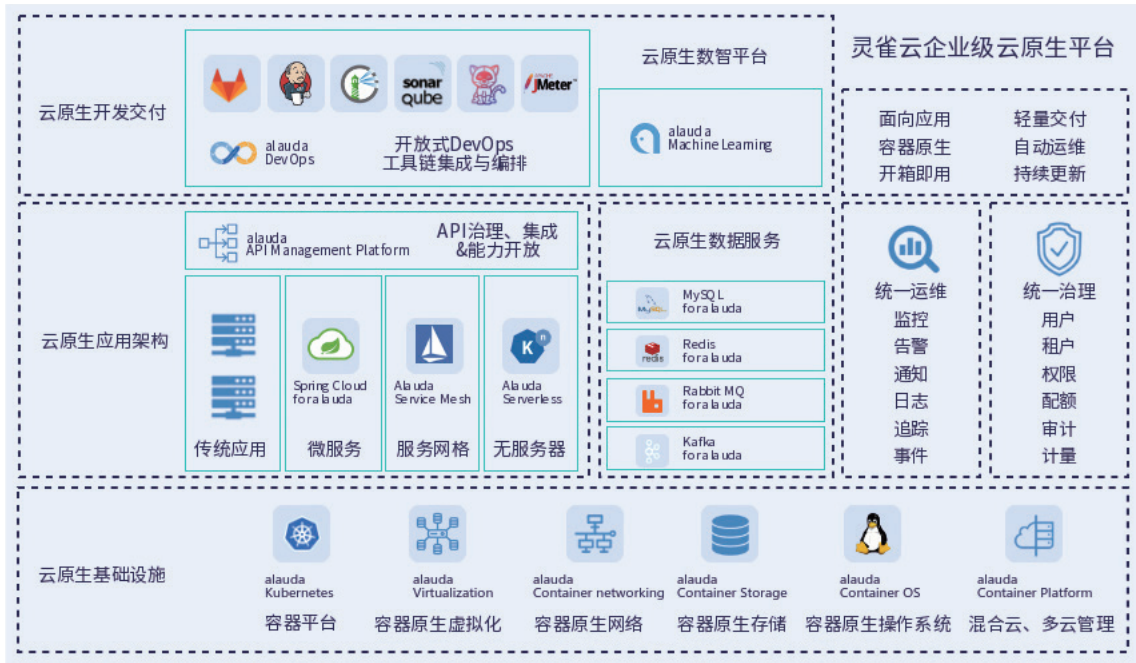 灵雀云企业级云原生平台
面向应用 轻量交付
容器原生 自动运维
开箱即用 持续更新
云原生开发交付
sonar
qube
APACHE
JMeter
alauda
DevOps
开放式DevOps
工具链集成与编排
云原生数智平台
alauda
Machine Learning
云原生应用架构
alauda
API Management Platform
API治理、集成
&能力开放
传统应用
Spring Cloud
for alauda
微服务
Alauda
Service Mesh
服务网格
K
n
Alauda
Serverless
无服务器
云原生数据服务
MySQL
MySQL
for alauda
redis
Redis
for alauda
Rabbit MQ
for alauda
Kafka
for alauda
统一运维
监控
告警
通知
日志
追踪
事件
统一治理
用户
租户
权限
配额
审计
计量
云原生基础设施
alauda
Kubernetes
容器平台
alauda
Virtualization
容器原生虚拟化
alauda
Container networking
容器原生网络
alauda
Container Storage
容器原生存储
alauda
Container OS
容器原生操作系统
alauda
Container Platform
混合云、多云管理